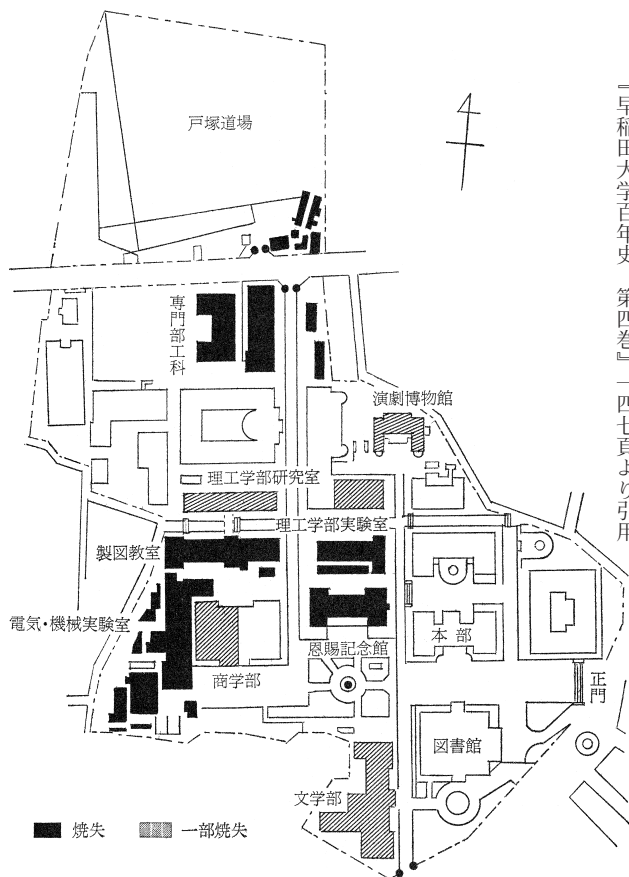 『早稲田大学百年史 第四巻』一四七頁より引用
戸塚道場
専門部工科
演劇博物館
理工学部研究室
理工学部実験室
製図教室
電気・機械実験室
恩賜記念館
本部
商学部
正門
図書館
文学部
焼失
一部焼失